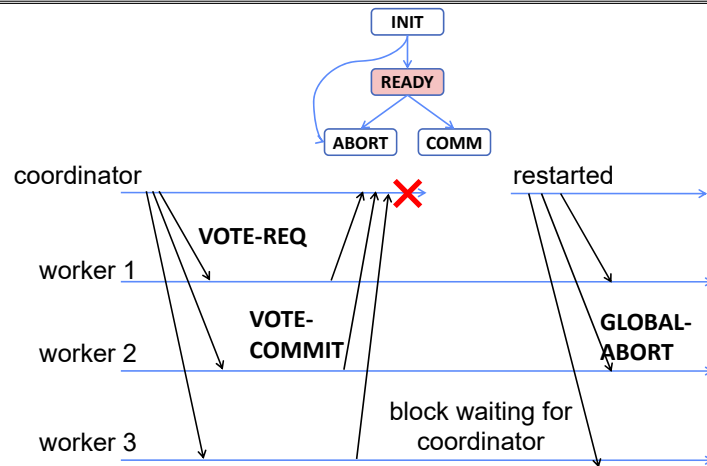 INIT
READY
ABORT
COMM
coordinator
restarted
VOTE-REQ
worker 1
VOTE-
COMMIT
GLOBAL-
ABORT
worker 2
block waiting for
coordinator
worker 3